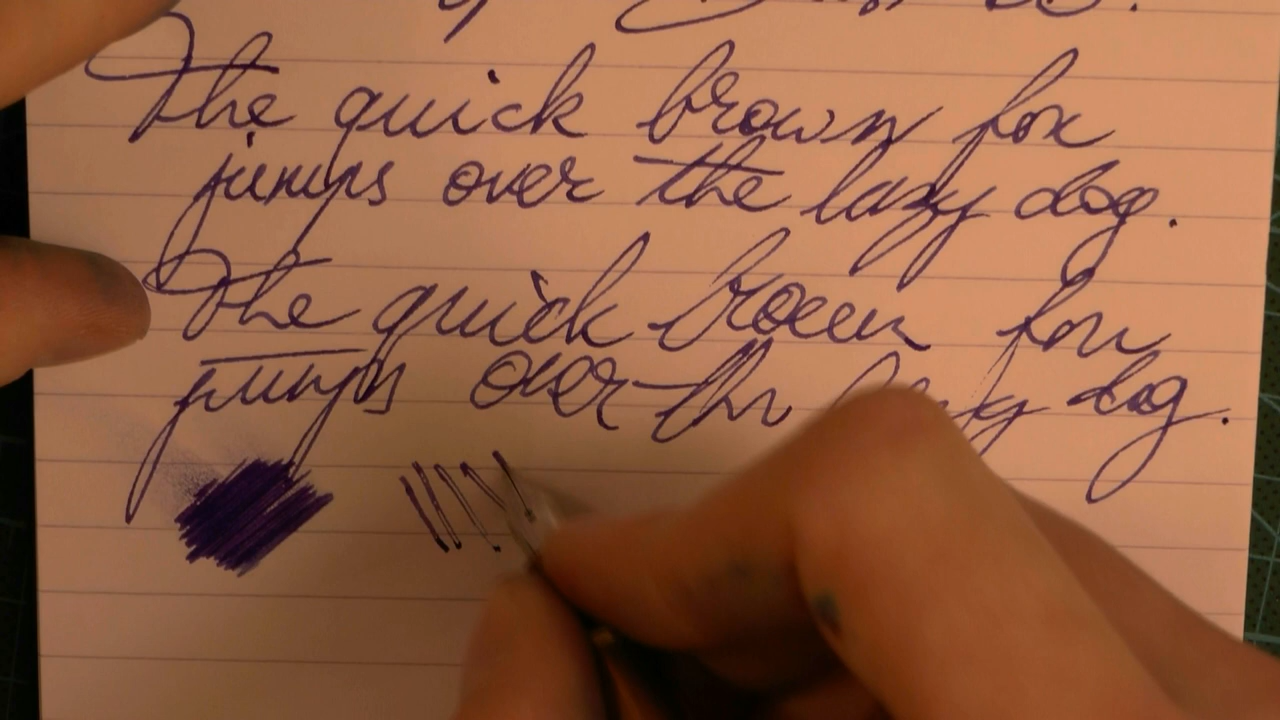 The quick brown fox
jumps over the lazy dog.
The quick brown fox
jumps over the dog.